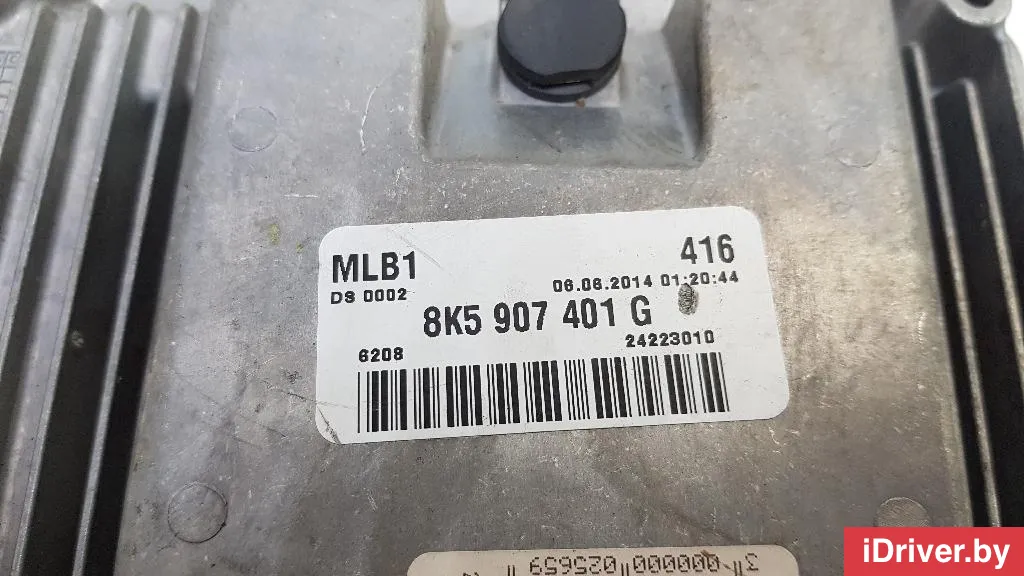 MLB1
416
DS 0002
06.06.2014 01:20:44
8K5 907 401 G
6208
24223010
iDriver.by